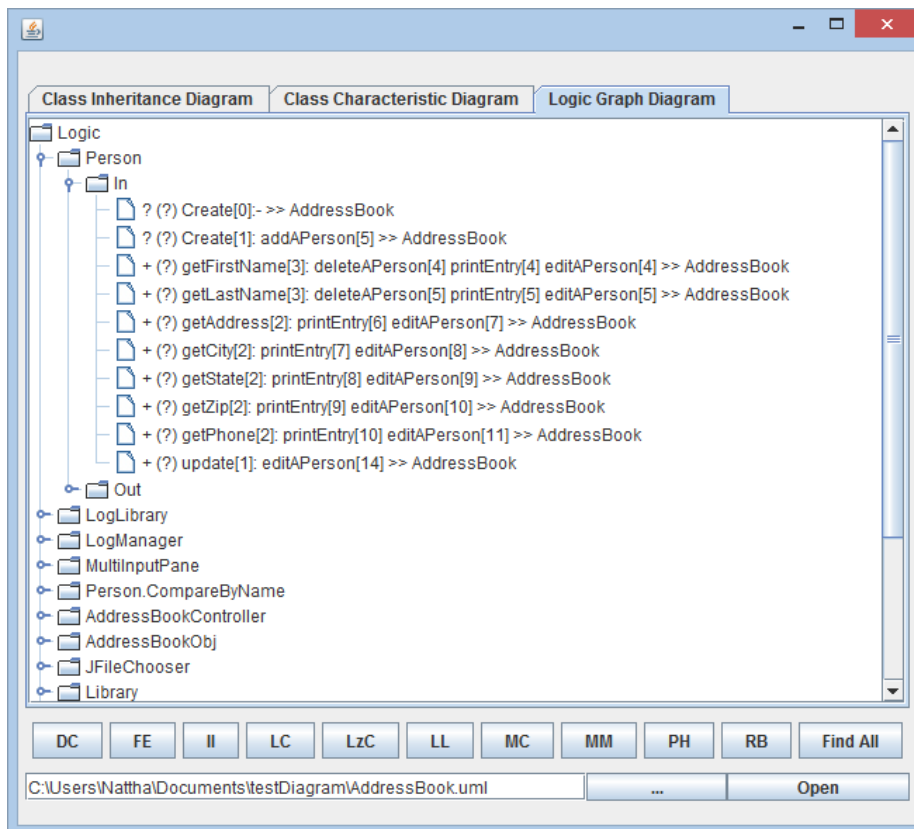 Class Inheritance Diagram Class Characteristic Diagram Logic Graph Diagram
Logic
Person
In
? (?) Create[0]:- >> AddressBook
? (?) Create[1]: addAPerson[5] >> AddressBook
+ (?) getFirstName[3]: deleteAPerson[4] printEntry[4] editAPerson[4] >> AddressBook
+ (?) getLastName[3]: deleteAPerson[5] printEntry[5] editAPerson[5] >> AddressBook
+ (?) getAddress[2]: printEntry[6] editAPerson[7] >> AddressBook
+ (?) getCity[2]: printEntry[7] editAPerson[8] >> AddressBook
+ (?) getState[2]: printEntry[8] editAPerson[9] >> AddressBook
+ (?) getZip[2]: printEntry[9] editAPerson[10] >> AddressBook
+ (?) getPhone[2]: printEntry[10] editAPerson[11] >> AddressBook
+ (?) update[1]: editAPerson[14] >> AddressBook
Out
LogLibrary
LogManager
MultiInputPane
Person.CompareByName
AddressBookController
AddressBookObj
JFileChooser
Library
DC FE II LC LzC LL MC MM PH RB Find All
C:\Users\Nattha\Documents\testDiagram\AddressBook.uml ... Open